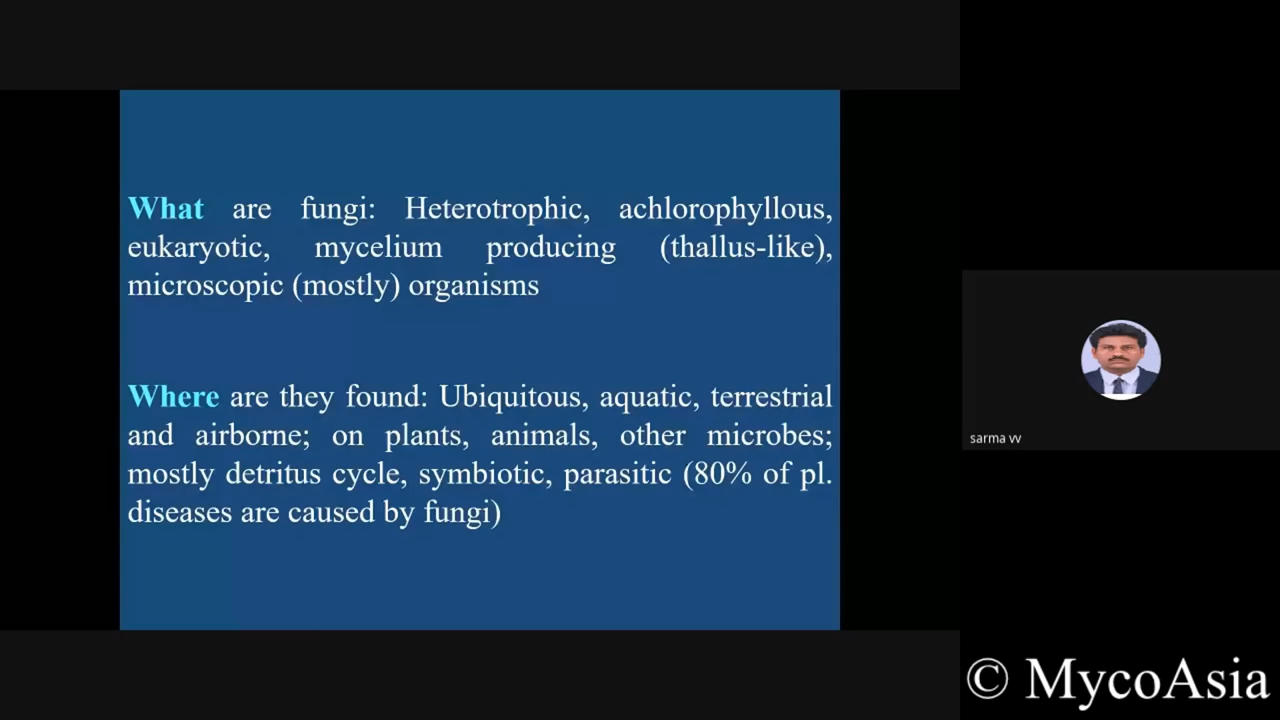 What are fungi: Heterotrophic, achlorophyllous,
eukaryotic, mycelium producing (thallus-like),
microscopic (mostly) organisms
Where are they found: Ubiquitous, aquatic, terrestrial
and airborne; on plants, animals, other microbes;
mostly detritus cycle, symbiotic, parasitic (80% of pl.
diseases are caused by fungi)
sarma vv
© MycoAsia